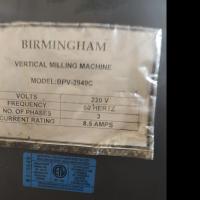 BIRMINGHAM
VERTICAL MILLING MACHINE
MODEL:BPV-2949C
VOLTS 220 V
FREQUENCY 60 HERTZ
NO. OF PHASES 3
CURRENT RATING 8.5 AMPS